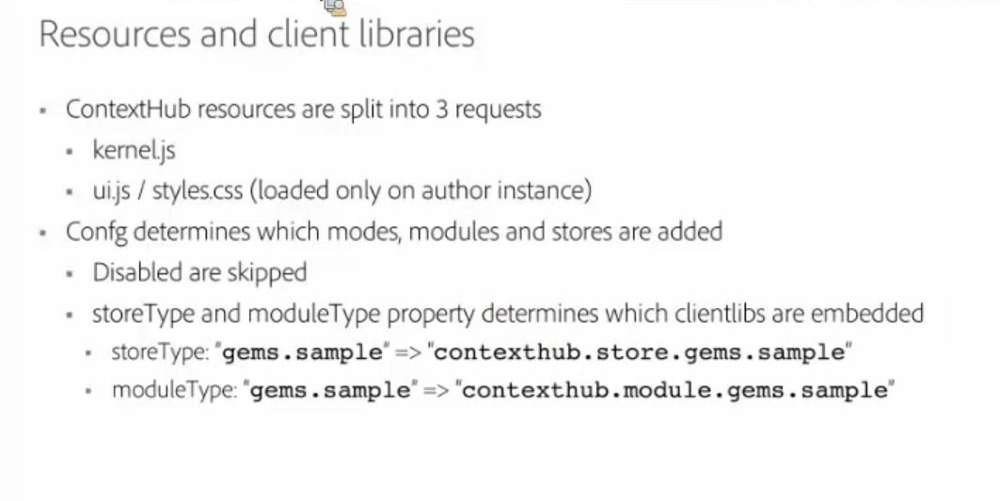 Resources and client libraries
▪ ContextHub resources are split into 3 requests
▪ kernel.js
▪ ui.js / styles.css (loaded only on author instance)
▪ Confg determines which modes, modules and stores are added
▪ Disabled are skipped
▪ storeType and moduleType property determines which clientlibs are embedded
▪ storeType: "gems.sample" => "contexthub.store.gems.sample"
▪ moduleType: "gems.sample" => "contexthub.module.gems.sample"